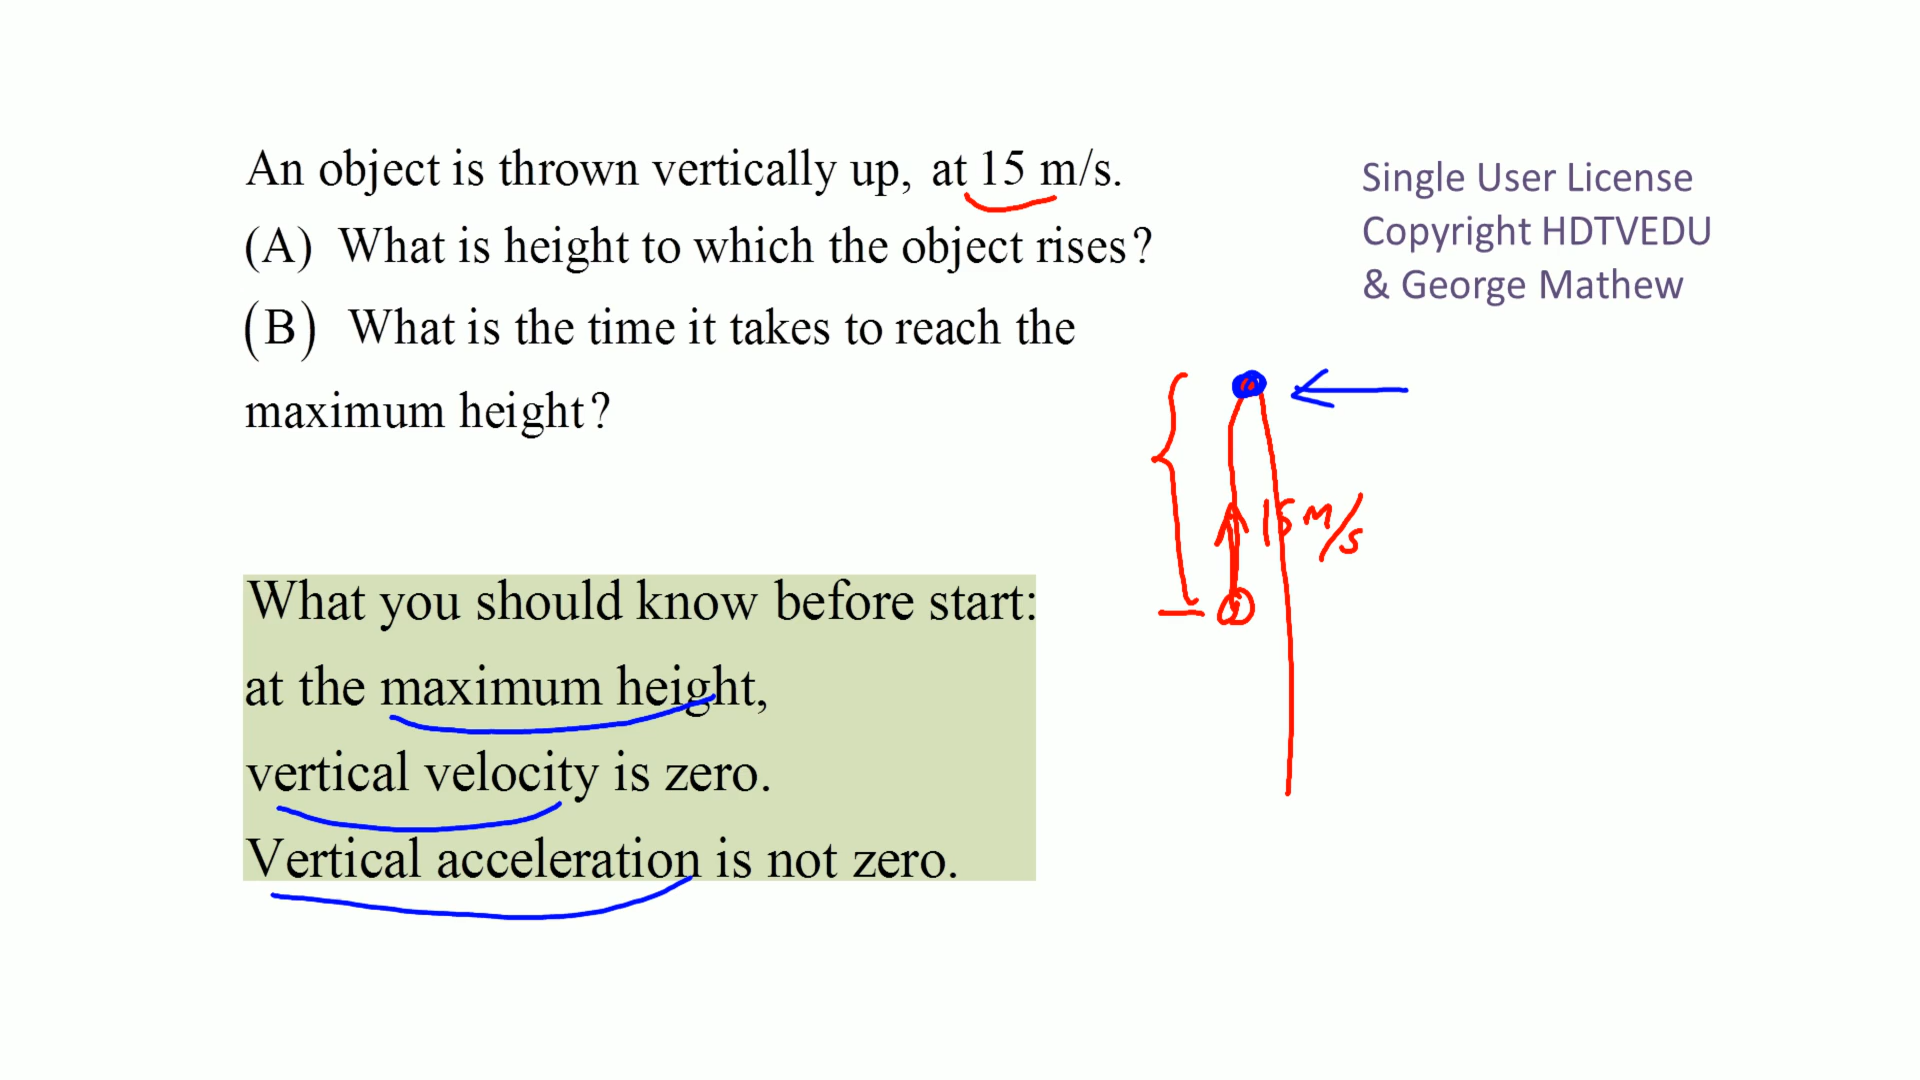 An object is thrown vertically up, at 15 m/s.
(A) What is height to which the object rises?
(B) What is the time it takes to reach the
maximum height?
Single User License
Copyright HDTVEDU
& George Mathew
15 m/s
What you should know before start:
at the maximum height,
vertical velocity is zero.
Vertical acceleration is not zero.